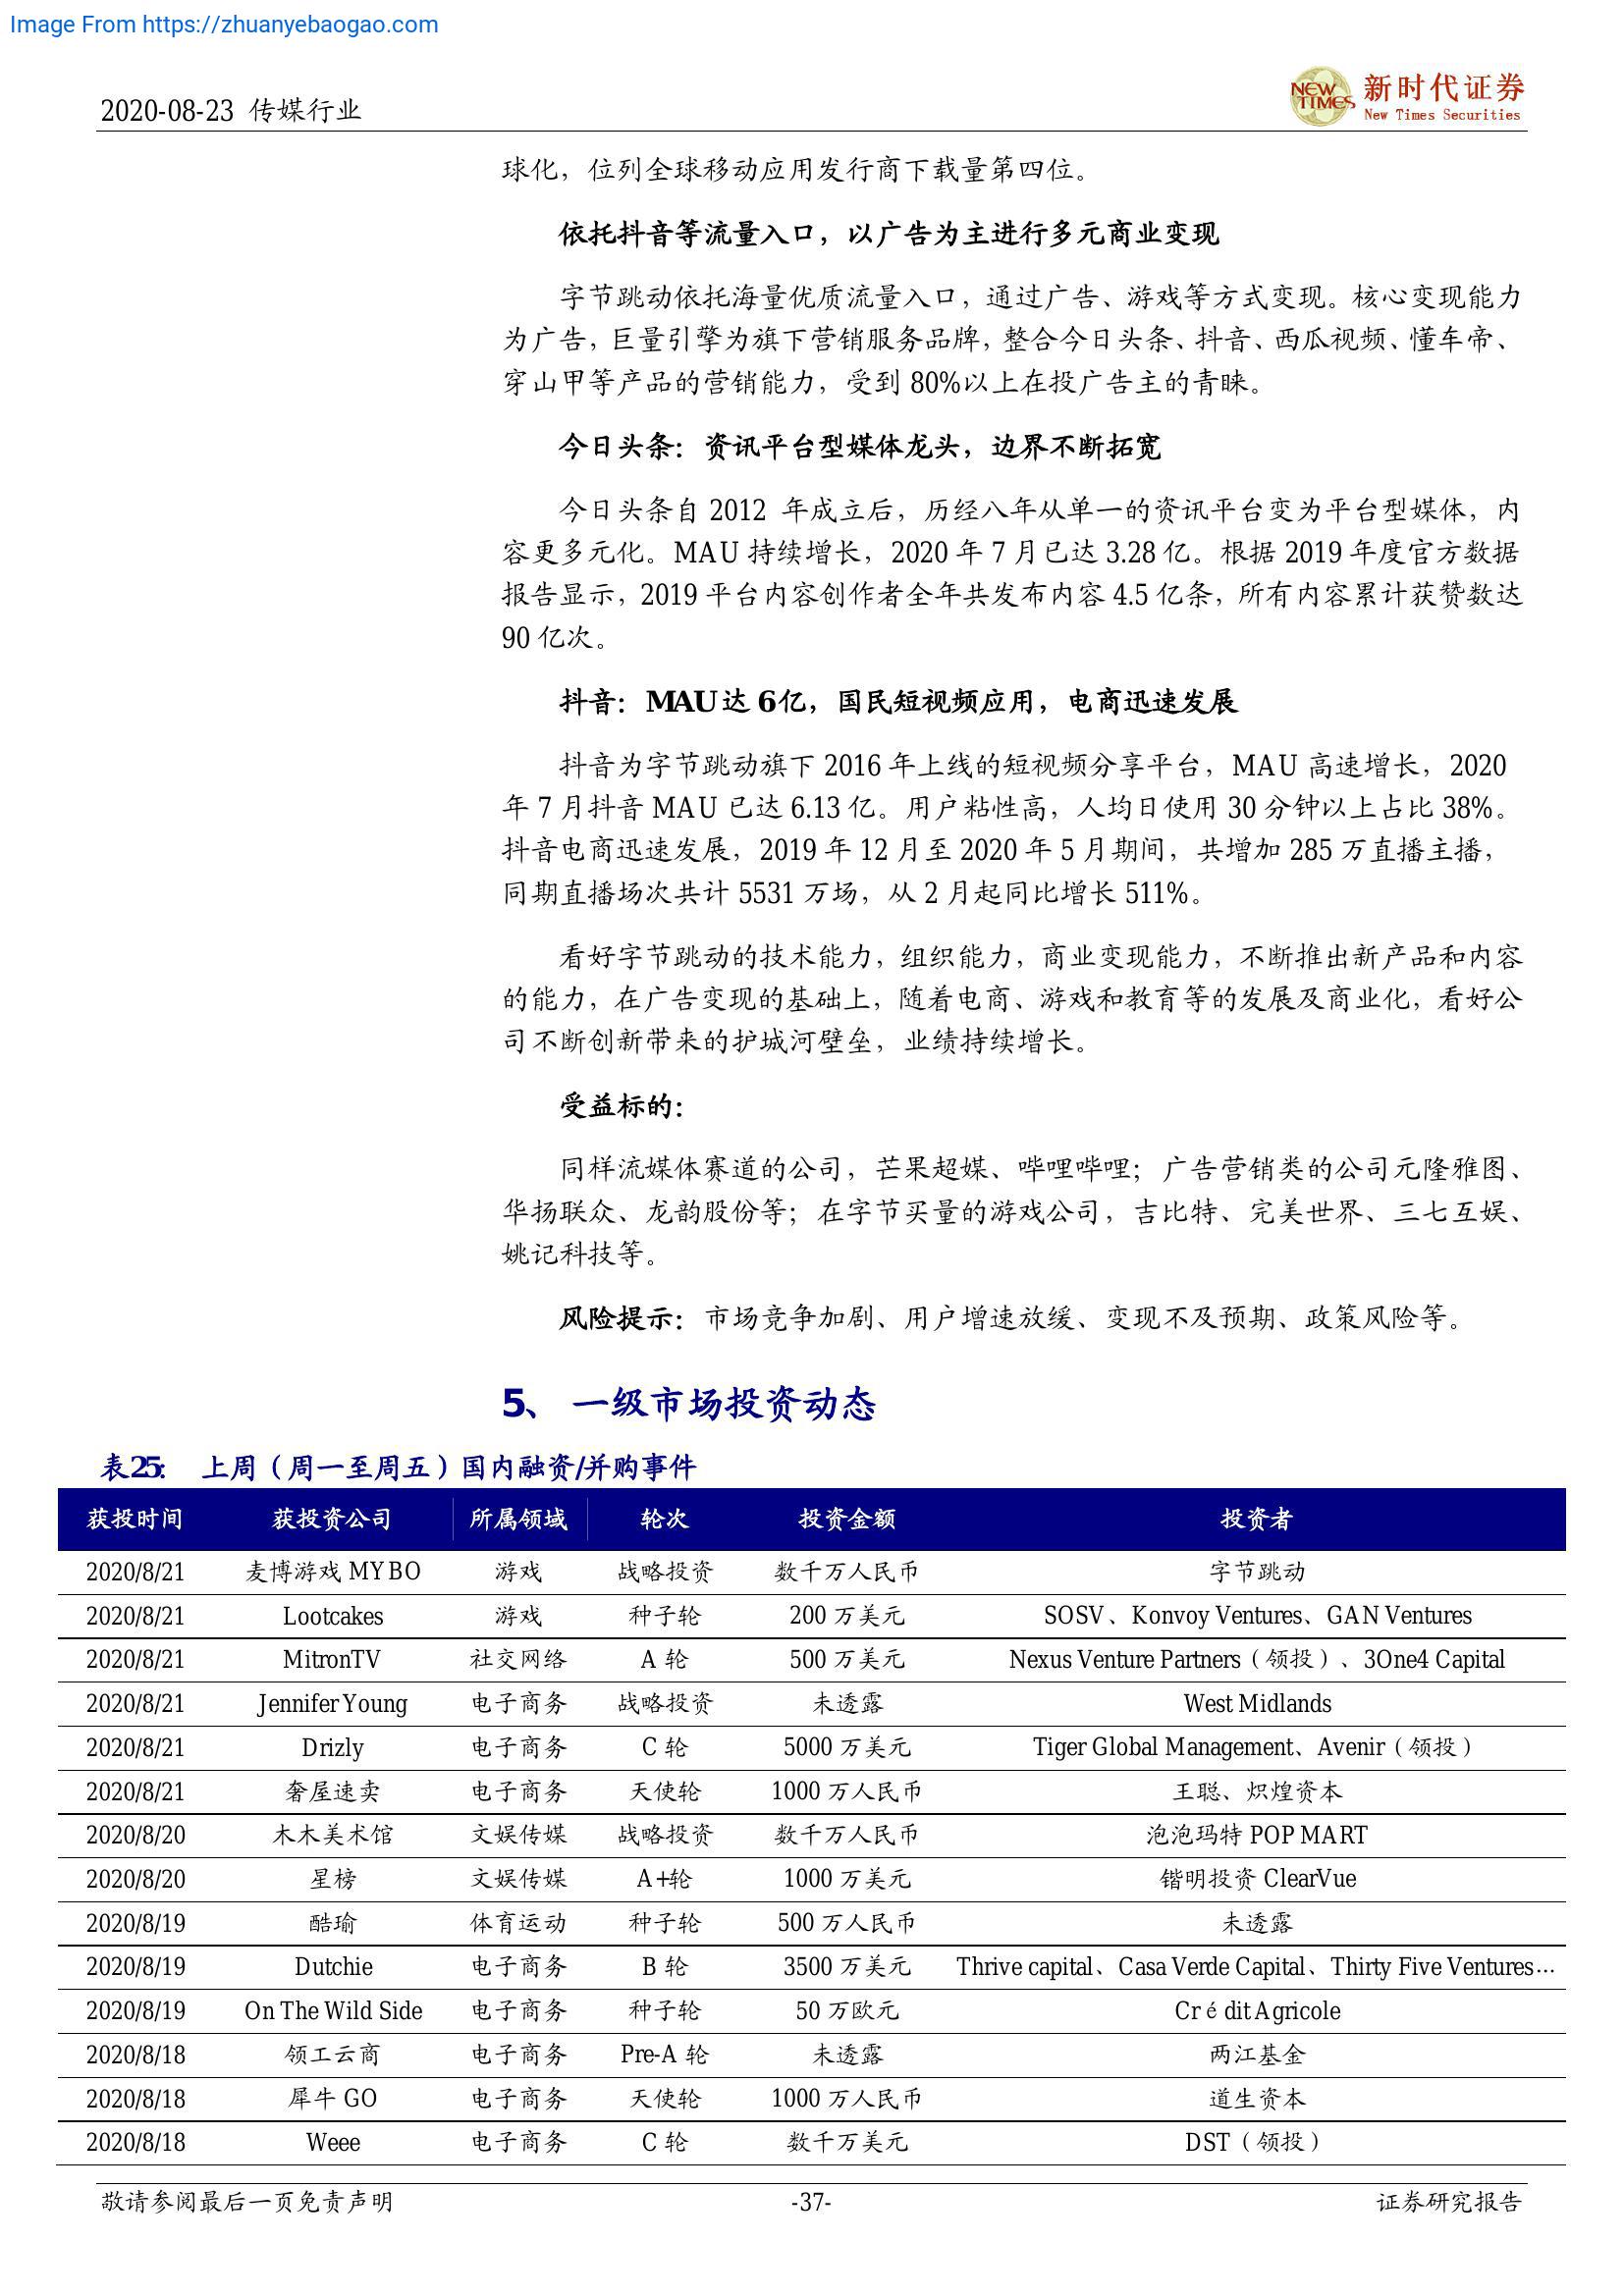 Image From https://zhuanyebaogao.com
2020-08-23 传媒行业
NEW TIMES 新时代证券
New Times Securities
球化，位列全球移动应用发行商下载量第四位。
依托抖音等流量入口，以广告为主进行多元商业变现
字节跳动依托海量优质流量入口，通过广告、游戏等方式变现。核心变现能力
为广告，巨量引擎为旗下营销服务品牌，整合今日头条、抖音、西瓜视频、懂车帝、
穿山甲等产品的营销能力，受到 80%以上在投广告主的青睐。
今日头条：资讯平台型媒体龙头，边界不断拓宽
今日头条自 2012 年成立后，历经八年从单一的资讯平台变为平台型媒体，内
容更多元化。MAU 持续增长，2020 年 7 月已达 3.28 亿。根据 2019 年度官方数据
报告显示，2019 平台内容创作者全年共发布内容 4.5 亿条，所有内容累计获赞数达
90 亿次。
抖音：MAU 达 6 亿，国民短视频应用，电商迅速发展
抖音为字节跳动旗下 2016 年上线的短视频分享平台，MAU 高速增长，2020
年 7 月抖音 MAU 已达 6.13 亿。用户粘性高，人均日使用 30 分钟以上占比 38%。
抖音电商迅速发展，2019 年 12 月至 2020 年 5 月期间，共增加 285 万直播主播，
同期直播场次共计 5531 万场，从 2 月起同比增长 511%。
看好字节跳动的技术能力，组织能力，商业变现能力，不断推出新产品和内容
的能力，在广告变现的基础上，随着电商、游戏和教育等的发展及商业化，看好公
司不断创新带来的护城河壁垒，业绩持续增长。
受益标的：
同样流媒体赛道的公司，芒果超媒、哔哩哔哩；广告营销类的公司元隆雅图、
华扬联众、龙韵股份等；在字节买量的游戏公司，吉比特、完美世界、三七互娱、
姚记科技等。
风险提示：市场竞争加剧、用户增速放缓、变现不及预期、政策风险等。
5、 一级市场投资动态
表25： 上周（周一至周五）国内融资/并购事件
获投时间 获投资公司 所属领域 轮次 投资金额 投资者
2020/8/21 麦博游戏 MYBO 游戏 战略投资 数千万人民币 字节跳动
2020/8/21 Lootcakes 游戏 种子轮 200 万美元 SOSV、Konvoy Ventures、GAN Ventures
2020/8/21 MitronTV 社交网络 A 轮 500 万美元 Nexus Venture Partners（领投）、3One4 Capital
2020/8/21 Jennifer Young 电子商务 战略投资 未透露 West Midlands
2020/8/21 Drizly 电子商务 C 轮 5000 万美元 Tiger Global Management、Avenir（领投）
2020/8/21 奢屋速卖 电子商务 天使轮 1000 万人民币 王聪、炽煌资本
2020/8/20 木木美术馆 文娱传媒 战略投资 数千万人民币 泡泡玛特 POP MART
2020/8/20 星榜 文娱传媒 A+轮 1000 万美元 锴明投资 ClearVue
2020/8/19 酷瑜 体育运动 种子轮 500 万人民币 未透露
2020/8/19 Dutchie 电子商务 B 轮 3500 万美元 Thrive capital、Casa Verde Capital、Thirty Five Ventures…
2020/8/19 On The Wild Side 电子商务 种子轮 50 万欧元 Crédit Agricole
2020/8/18 领工云商 电子商务 Pre-A 轮 未透露 两江基金
2020/8/18 犀牛 GO 电子商务 天使轮 1000 万人民币 道生资本
2020/8/18 Weee 电子商务 C 轮 数千万美元 DST（领投）
敬请参阅最后一页免责声明 -37- 证券研究报告